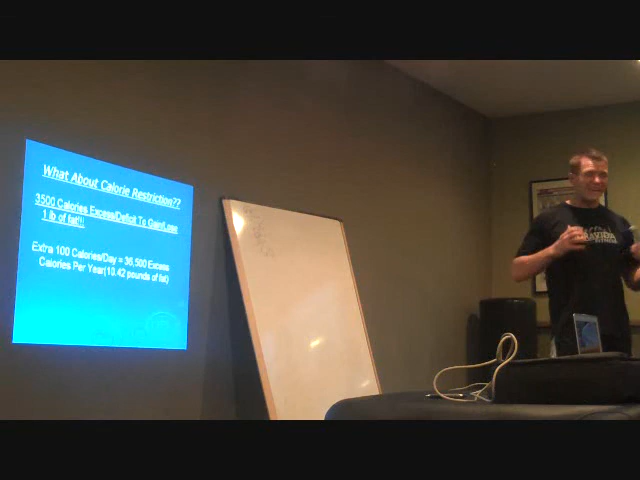 What About Calorie Restriction??
3500 Calories Excess/Deficit To Gain/Lose
1 lb of fat!!!
Extra 100 Calories/Day = 36,500 Excess
Calories Per Year(10.42 pounds of fat)